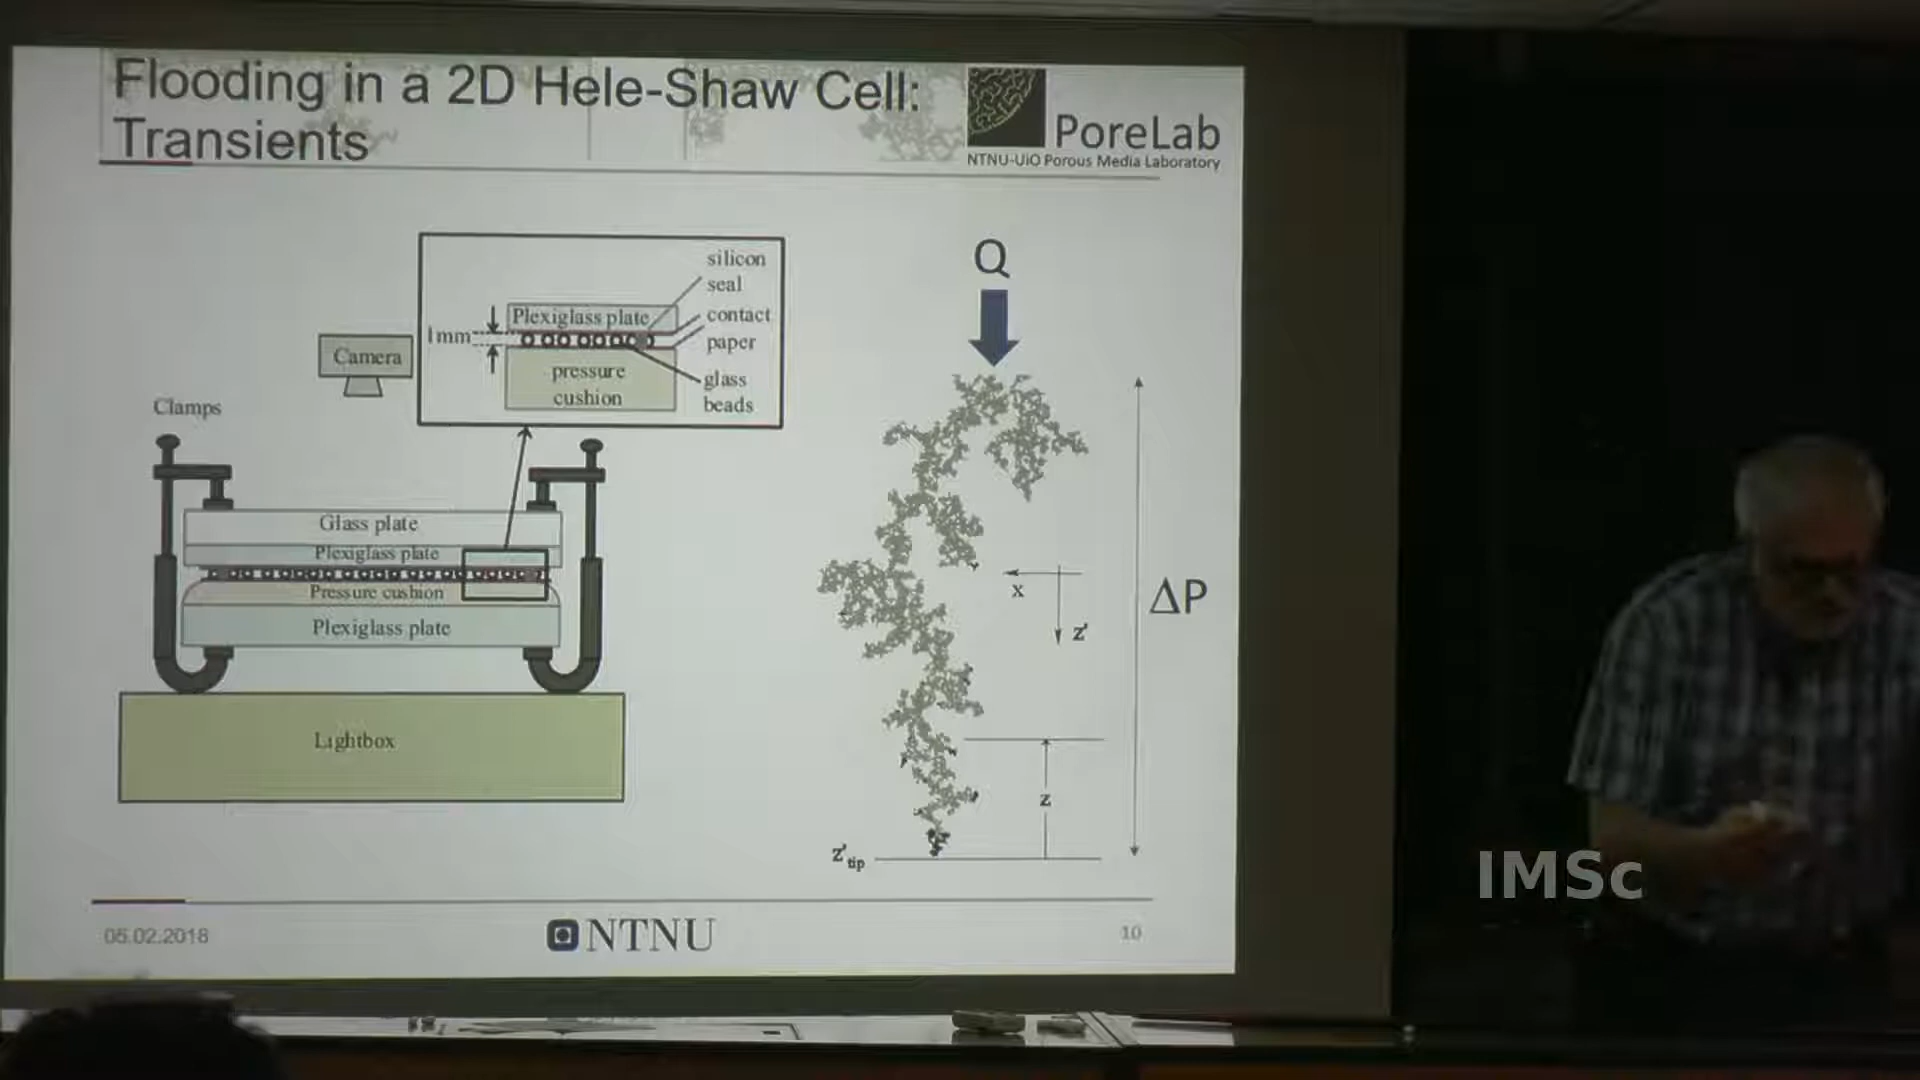 Flooding in a 2D Hele-Shaw Cell:
Transients
PoreLab
NTNU-UiO Porous Media Laboratory
silicon
seal
Plexiglass plate
contact
paper
1mm
pressure
cushion
glass
beads
Camera
Clamps
Glass plate
Plexiglass plate
Pressure cushion
Plexiglass plate
Lightbox
Q
x
z'
ΔP
z
z'tip
05.02.2018
NTNU
10
IMSc